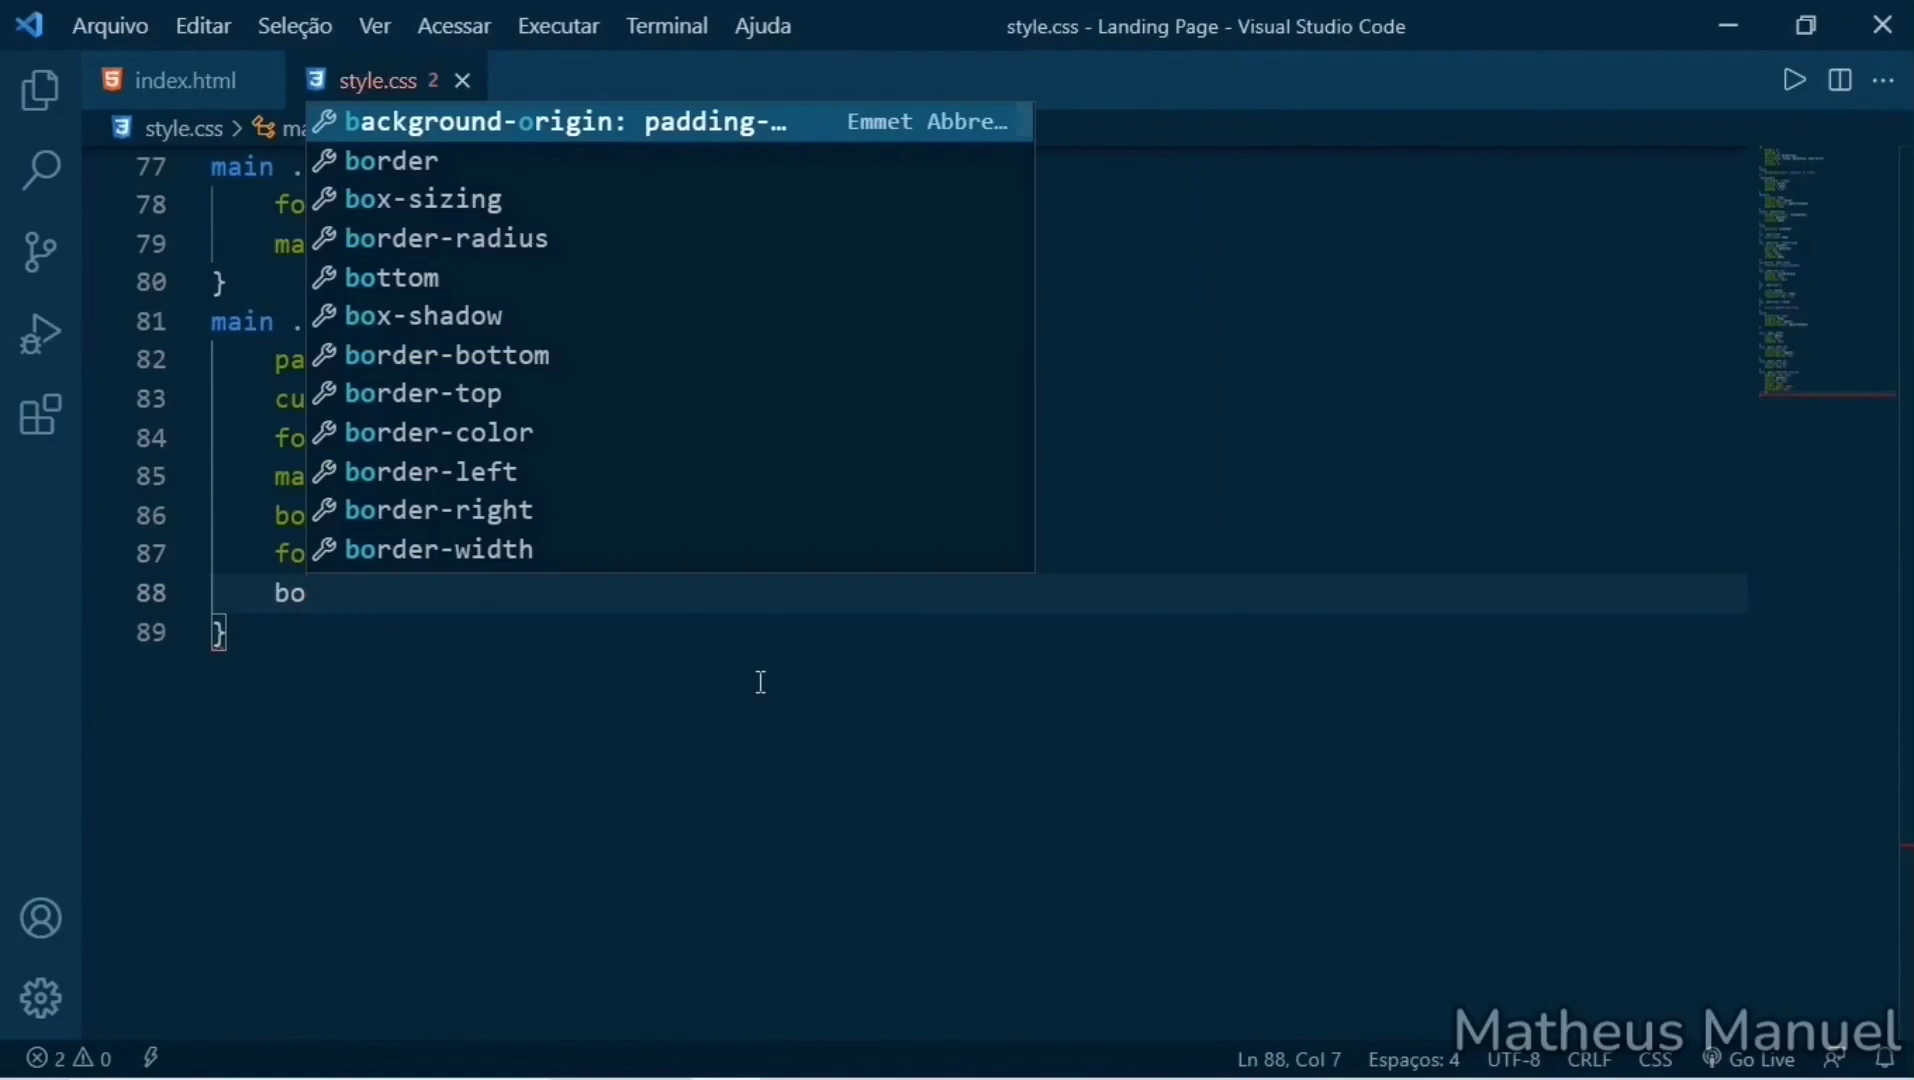 Arquivo Editar Seleção Ver Acessar Executar Terminal Ajuda style.css - Landing Page - Visual Studio Code
index.html style.css 2
style.css > ma
background-origin: padding-… Emmet Abbre…
77 main .
border
78 fo
box-sizing
79 ma
border-radius
80 }
bottom
81 main .
box-shadow
82 pa
border-bottom
83 cu
border-top
84 fo
border-color
85 ma
border-left
86 bo
border-right
87 fo
border-width
88 bo
89 }
Matheus Manuel
2 0 Ln 88, Col 7 Espaços: 4 UTF-8 CRLF CSS Go Live